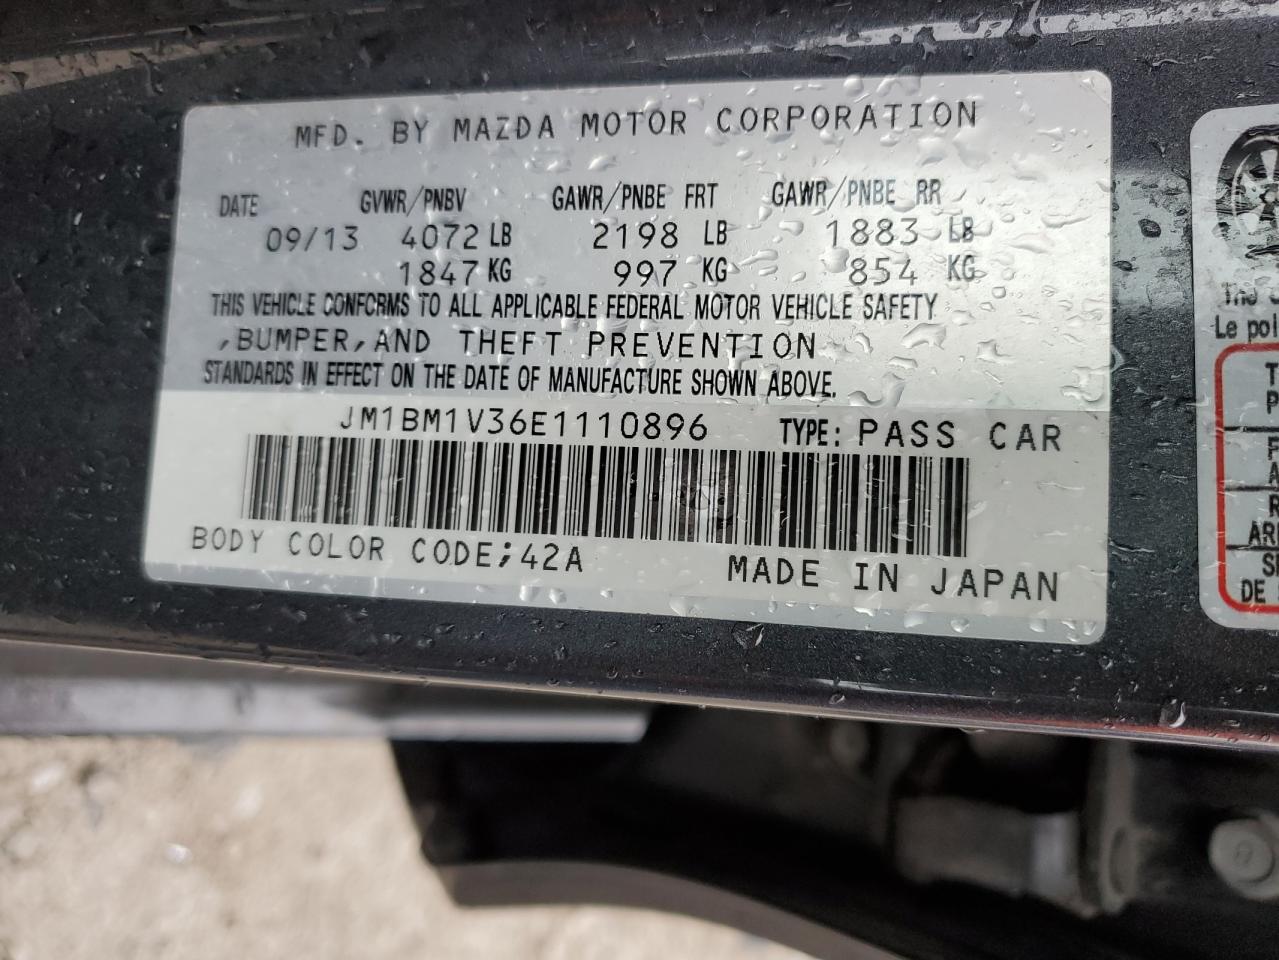 MFD. BY MAZDA MOTOR CORPORATION
DATE GVWR/PNBV GAWR/PNBE FRT GAWR/PNBE RR
09/13 4072 LB 2198 LB 1883 LB
1847 KG 997 KG 854 KG
THIS VEHICLE CONFORMS TO ALL APPLICABLE FEDERAL MOTOR VEHICLE SAFETY
,BUMPER,AND THEFT PREVENTION
STANDARDS IN EFFECT ON THE DATE OF MANUFACTURE SHOWN ABOVE.
JM1BM1V36E1110896 TYPE: PASS CAR
BODY COLOR CODE;42A MADE IN JAPAN
Le
DE